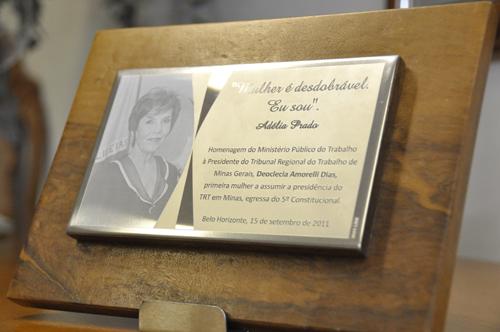 "Mulher é desdobrável.
Eu sou".
Adélia Prado
Homenagem do Ministério Público do Trabalho
à Presidente do Tribunal Regional do Trabalho de
Minas Gerais, Deoclecia Amorelli Dias,
primeira mulher a assumir a presidência do
TRT em Minas, egressa do 5º Constitucional.
Belo Horizonte, 15 de setembro de 2011